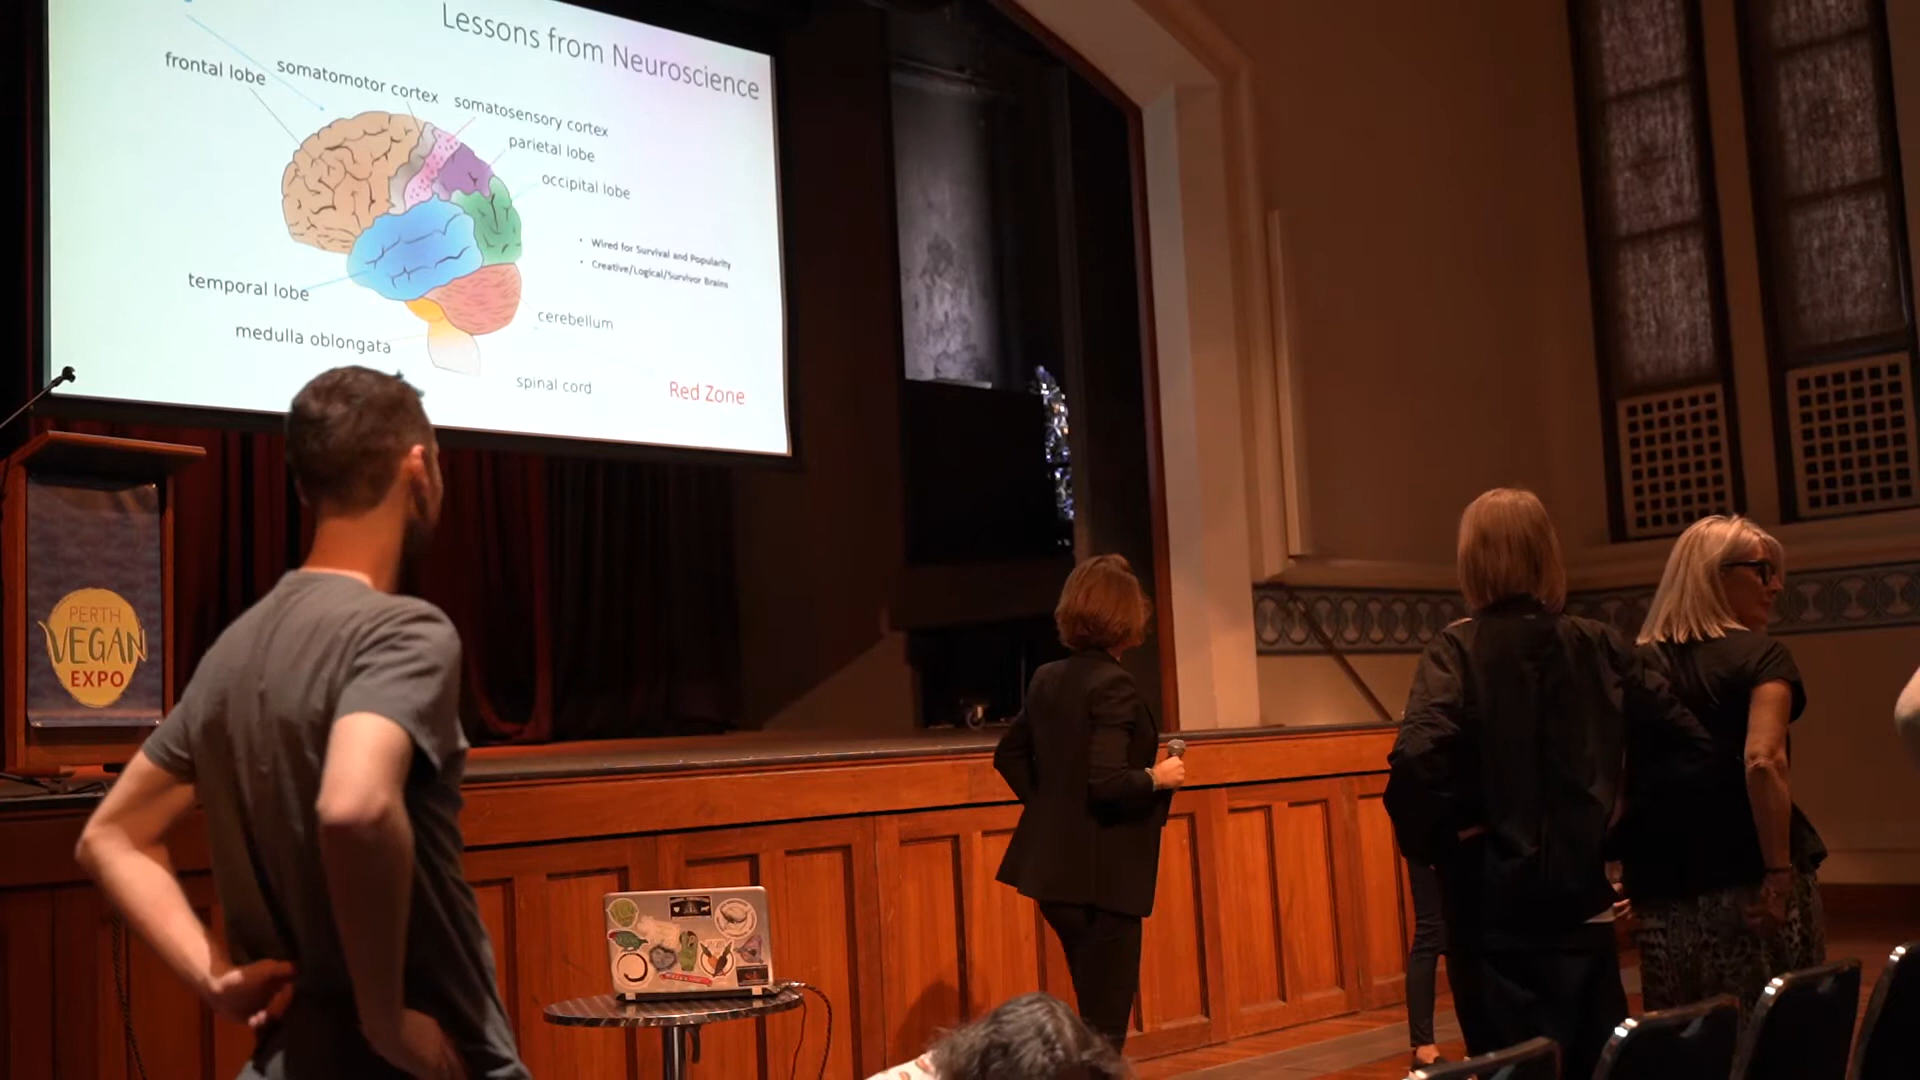 Lessons from Neuroscience
frontal lobe
somatomotor cortex
somatosensory cortex
parietal lobe
occipital lobe
• Wired for Survival and Popularity
• Creative/Logical/Survivor Brains
temporal lobe
cerebellum
medulla oblongata
spinal cord
Red Zone
PERTH
VEGAN
EXPO